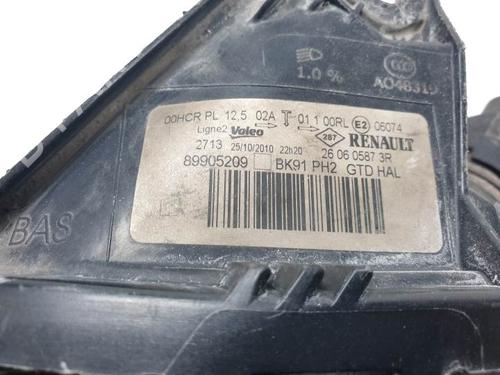 1.0 %
A048319
00HCR PL 12,5 02A 01 1 00RL E2 06074
Ligne2 Valeo 287 RENAULT
2713 25/10/2010 22h20 26 06 0587 3R
89905209 BK91 PH2 GTD HAL
BAS